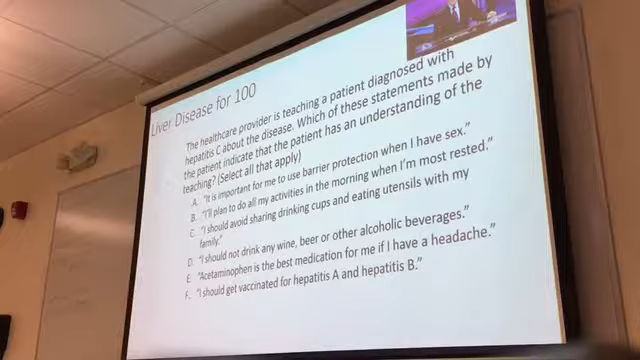 Liver Disease for 100
The healthcare provider is teaching a patient diagnosed with
hepatitis C about the disease. Which of these statements made by
the patient indicate that the patient has an understanding of the
teaching? (Select all that apply)
A. "It is important for me to use barrier protection when I have sex."
B. "I'll plan to do all my activities in the morning when I'm most rested."
C. "I should avoid sharing drinking cups and eating utensils with my
family."
D. "I should not drink any wine, beer or other alcoholic beverages."
E. "Acetaminophen is the best medication for me if I have a headache."
F. "I should get vaccinated for hepatitis A and hepatitis B."